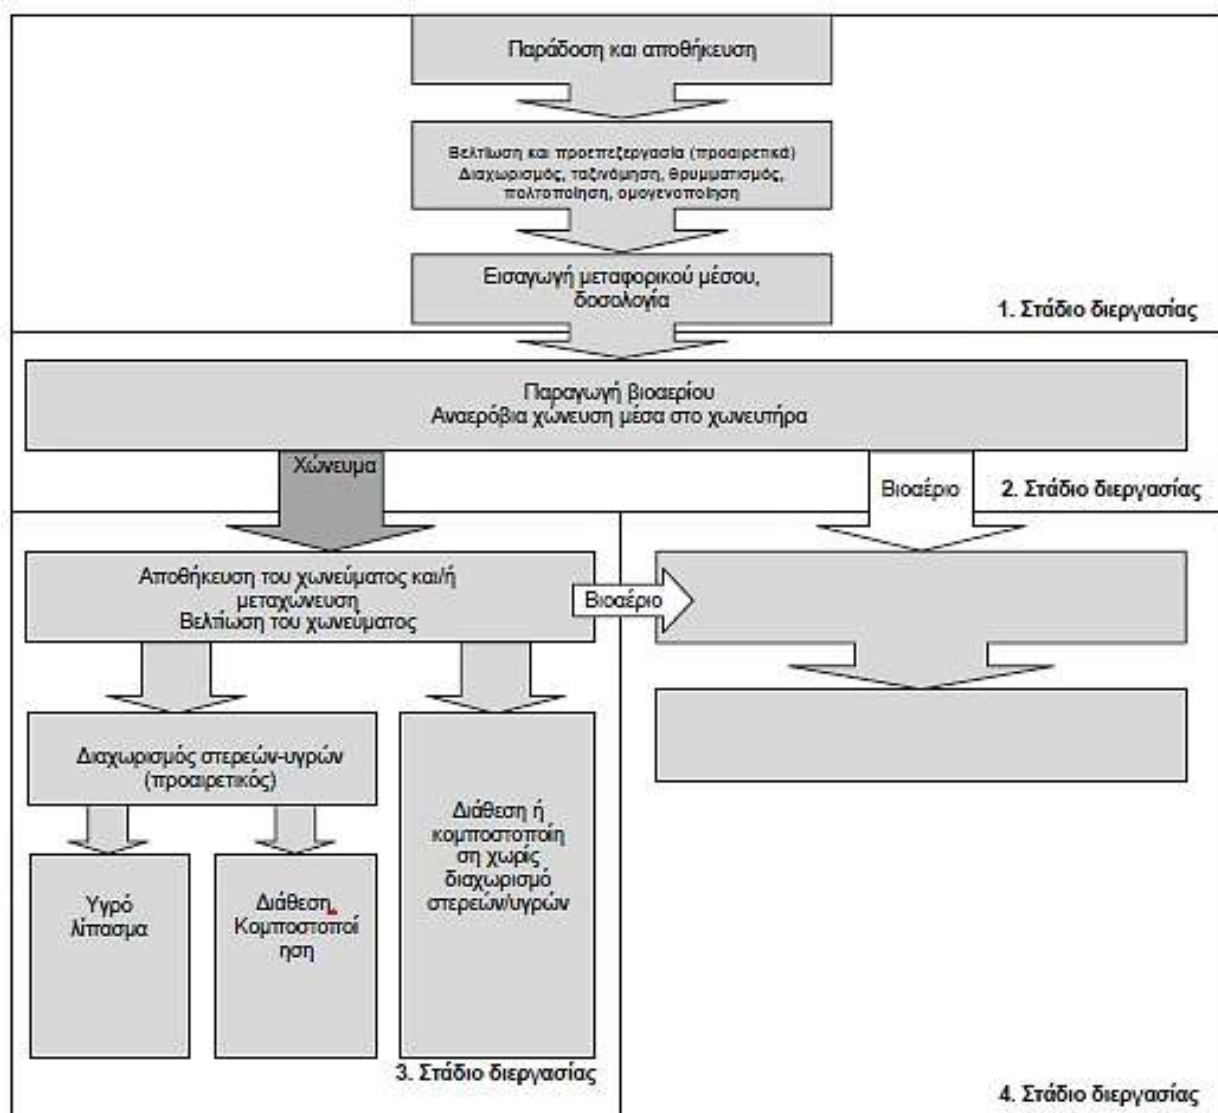 Παράδοση και αποθήκευση
Βελτίωση και προεπεξεργασία (προαιρετικά)
Διαχωρισμός, ταξινόμηση, θρυμματισμός,
πολτοποίηση, ομογενοποίηση
Εισαγωγή μεταφορικού μέσου,
δοσολογία
1. Στάδιο διεργασίας
Παραγωγή βιοαερίου
Αναερόβια χώνευση μέσα στο χωνευτήρα
Χώνευμα
Βιοαέριο
2. Στάδιο διεργασίας
Αποθήκευση του χωνεύματος και/ή
μεταχώνευση
Βελτίωση του χωνεύματος
Βιοαέριο
Διαχωρισμός στερεών-υγρών
(προαιρετικός)
Υγρό
λίπασμα
Διάθεση,
Κομποστοποί
ηση
Διάθεση ή
κομποστοποίη
ση χωρίς
διαχωρισμό
στερεών/υγρών
3. Στάδιο διεργασίας
4. Στάδιο διεργασίας